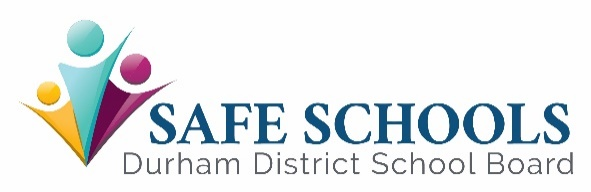 SAFE SCHOOLS
Durham District School Board